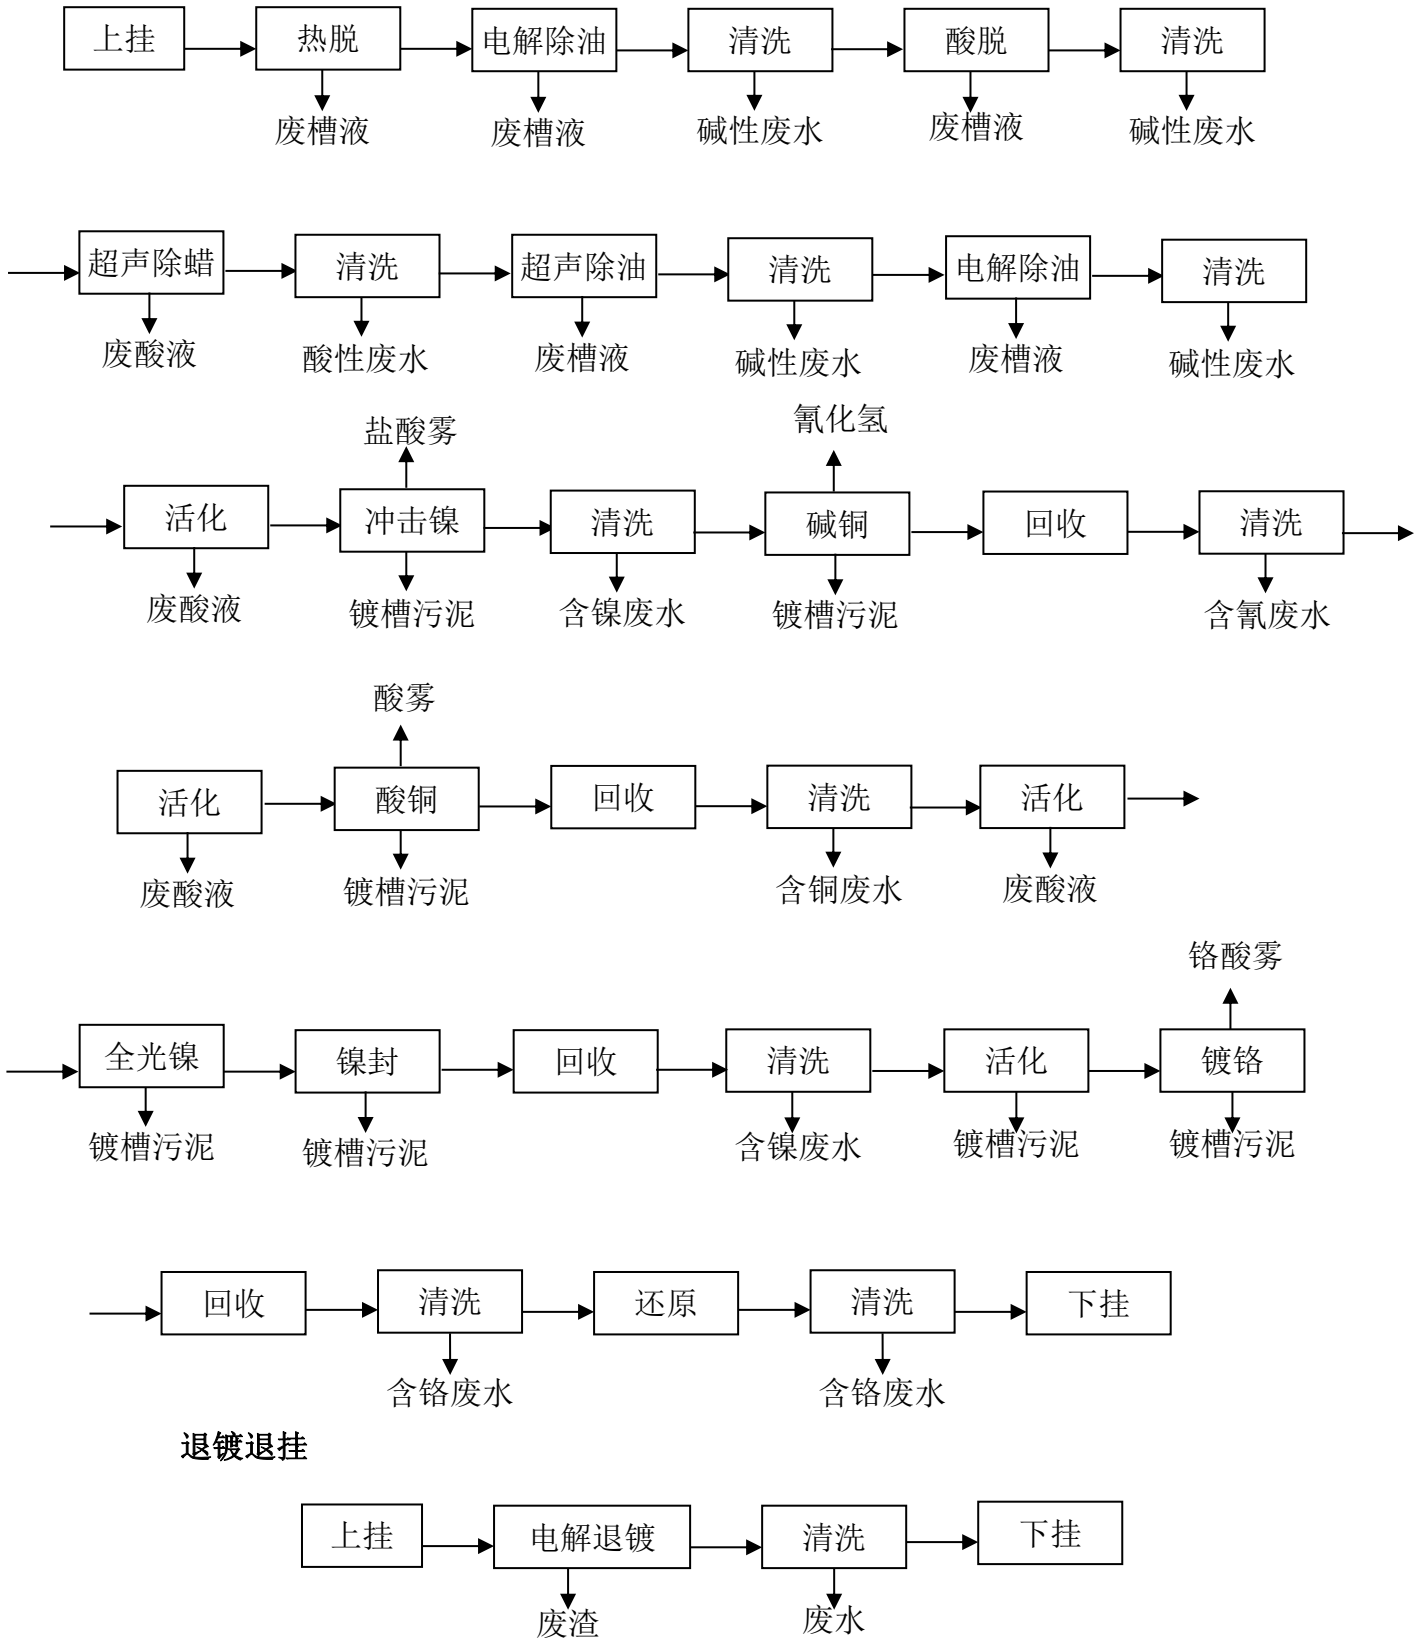 上挂 热脱 电解除油 清洗 酸脱 清洗
废槽液 废槽液 碱性废水 废槽液 碱性废水
超声除蜡 清洗 超声除油 清洗 电解除油 清洗
废酸液 酸性废水 废槽液 碱性废水 废槽液 碱性废水
盐酸雾 氰化氢
活化 冲击镍 清洗 碱铜 回收 清洗
废酸液 镀槽污泥 含镍废水 镀槽污泥 含氰废水
酸雾
活化 酸铜 回收 清洗 活化
废酸液 镀槽污泥 含铜废水 废酸液
铬酸雾
全光镍 镍封 回收 清洗 活化 镀铬
镀槽污泥 镀槽污泥 含镍废水 镀槽污泥 镀槽污泥
回收 清洗 还原 清洗 下挂
含铬废水 含铬废水
退镀退挂
上挂 电解退镀 清洗 下挂
废渣 废水